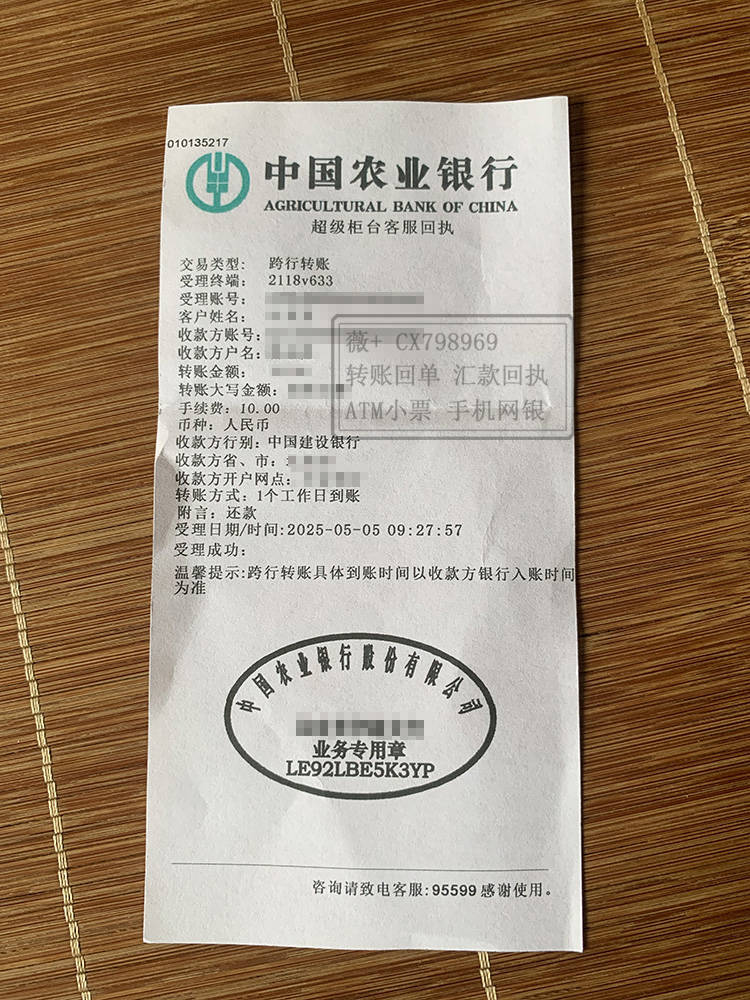 010135217
中国农业银行
AGRICULTURAL BANK OF CHINA
超级柜台客服回执
交易类型: 跨行转账
受理终端: 2118v633
受理账号:
客户姓名:
收款方账号:
收款方户名:
转账金额:
转账大写金额:
手续费: 10.00
币种: 人民币
收款方行别: 中国建设银行
收款方省、市:
收款方开户网点:
转账方式: 1个工作日到账
附言: 还款
受理日期/时间:2025-05-05 09:27:57
受理成功:
温馨提示:跨行转账具体到账时间以收款方银行入账时间
为准
薇+ CX798969
转账回单 汇款回执
ATM小票 手机网银
中国农业银行股份有限公司
业务专用章
LE92LBE5K3YP
咨询请致电客服:95599感谢使用。